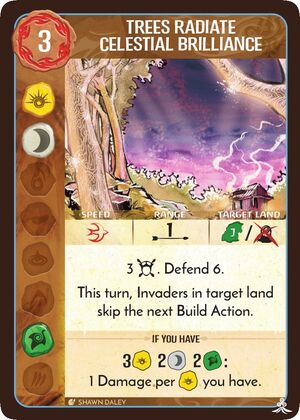 3
TREES RADIATE
CELESTIAL BRILLIANCE
SPEED RANGE TARGET LAND
1
J /
3 . Defend 6.
This turn, Invaders in target land
skip the next Build Action.
IF YOU HAVE
3 2 2 :
1 Damage per you have.
SHAWN DALEY